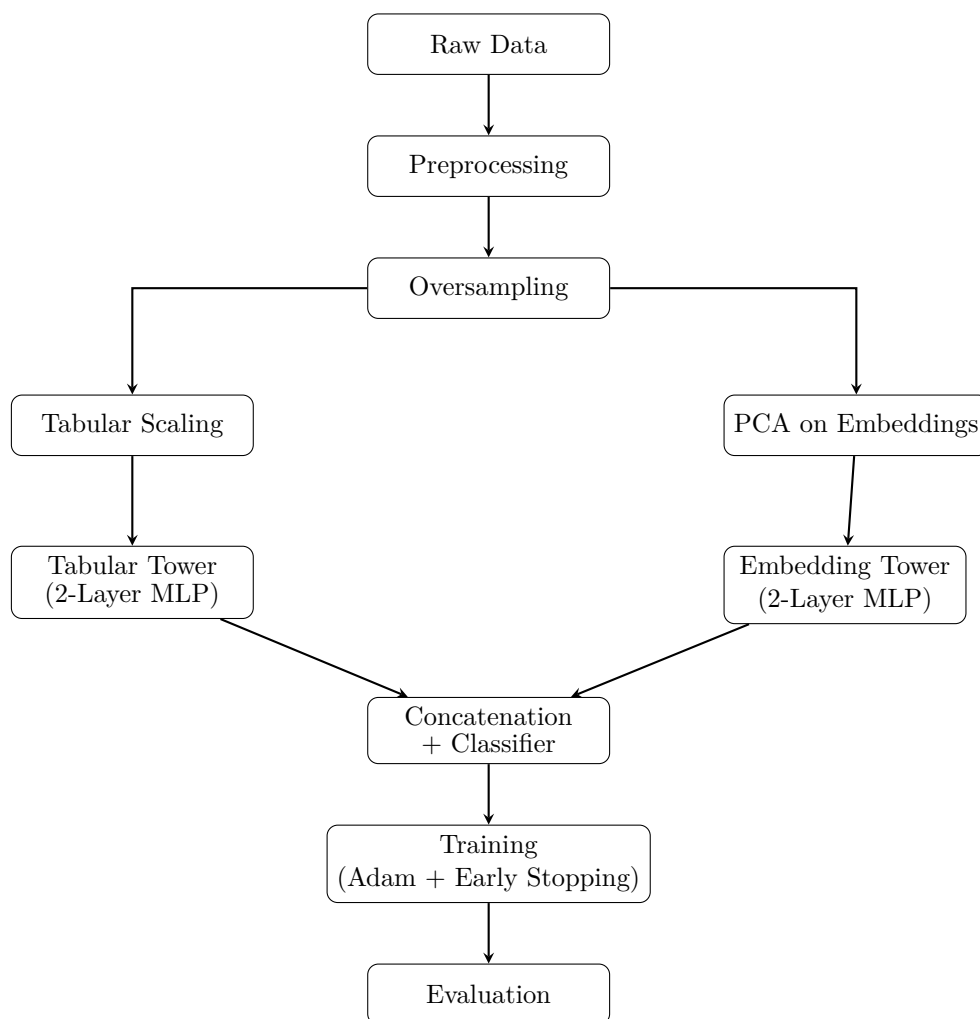 Raw Data
Preprocessing
Oversampling
Tabular Scaling
PCA on Embeddings
Tabular Tower
(2-Layer MLP)
Embedding Tower
(2-Layer MLP)
Concatenation
+ Classifier
Training
(Adam + Early Stopping)
Evaluation